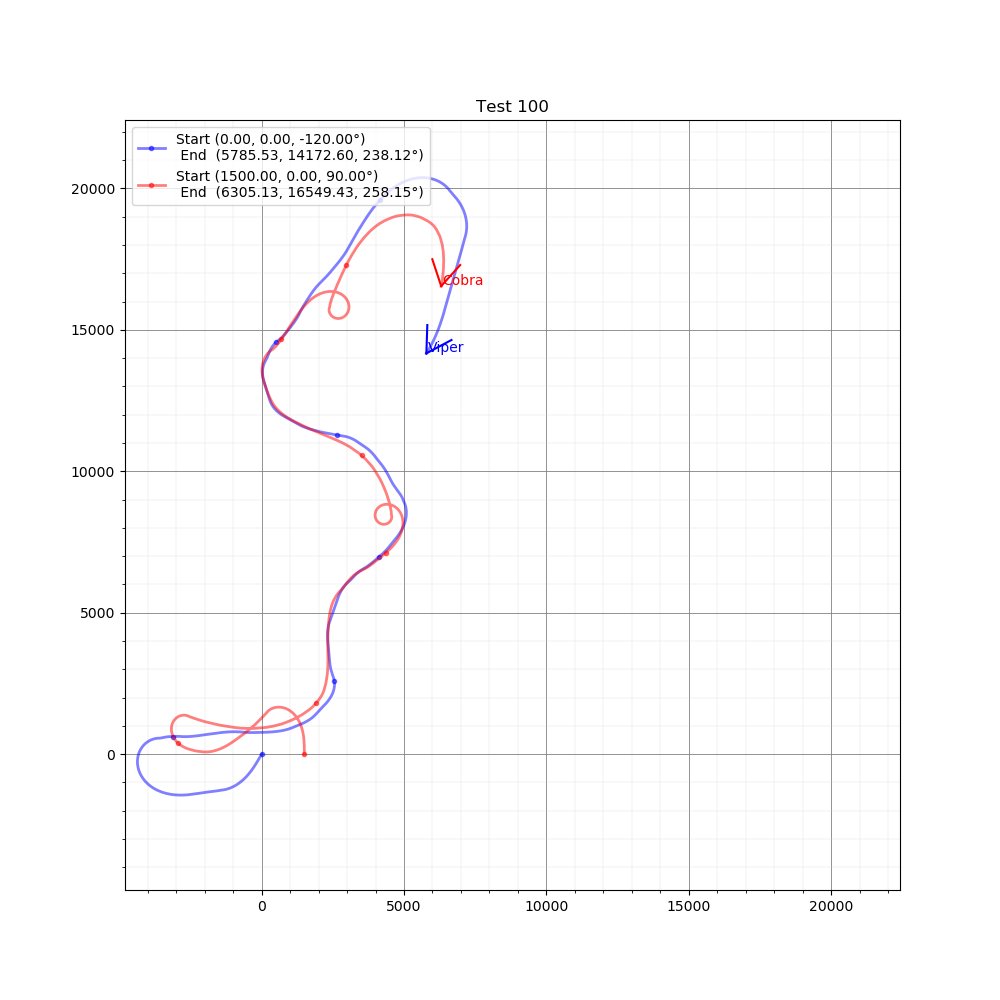 Test 100
Start (0.00, 0.00, -120.00°)
End (5785.53, 14172.60, 238.12°)
Start (1500.00, 0.00, 90.00°)
End (6305.13, 16549.43, 258.15°)
20000
15000
10000
5000
0
Cobra
Viper
0
5000
10000
15000
20000